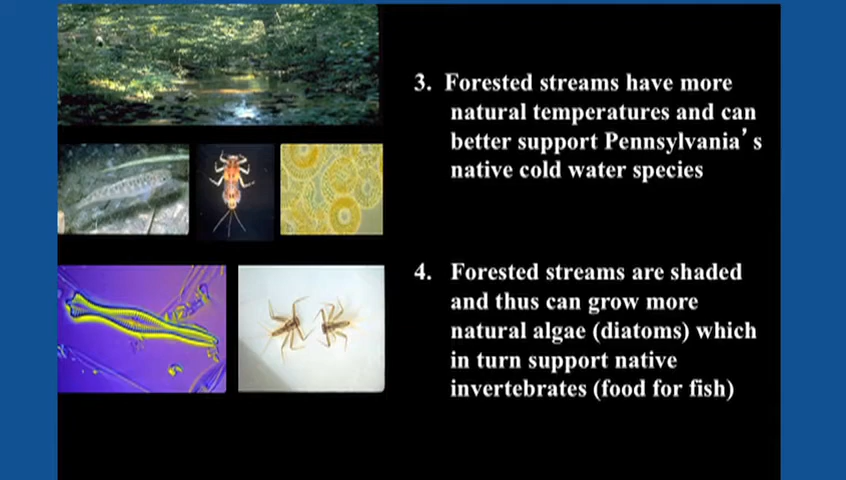 3. Forested streams have more
natural temperatures and can
better support Pennsylvania's
native cold water species
4. Forested streams are shaded
and thus can grow more
natural algae (diatoms) which
in turn support native
invertebrates (food for fish)